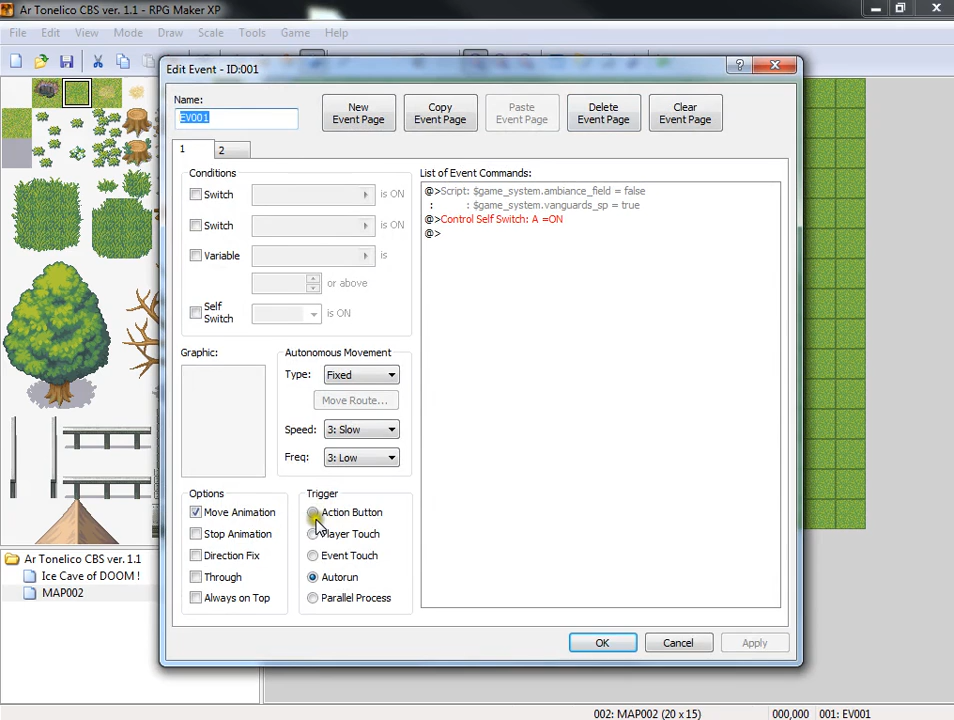 Ar Tonelico CBS ver. 1.1 - RPG Maker XP
File Edit View Mode Draw Scale Tools Game Help
Edit Event - ID:001
Name:
EV001
New
Event Page
Copy
Event Page
Paste
Event Page
Delete
Event Page
Clear
Event Page
1 2
Conditions
Switch is ON
Switch is ON
Variable is
or above
Self
Switch is ON
Graphic:
Autonomous Movement
Type: Fixed
Move Route...
Speed: 3: Slow
Freq: 3: Low
Options
Move Animation
Stop Animation
Direction Fix
Through
Always on Top
Trigger
Action Button
Player Touch
Event Touch
Autorun
Parallel Process
List of Event Commands:
@>Script: $game_system.ambiance_field = false
: : $game_system.vanguards_sp = true
@>Control Self Switch: A =ON
@>
OK Cancel Apply
Ar Tonelico CBS ver. 1.1
Ice Cave of DOOM !
MAP002
002: MAP002 (20 x 15) 000,000 001: EV001